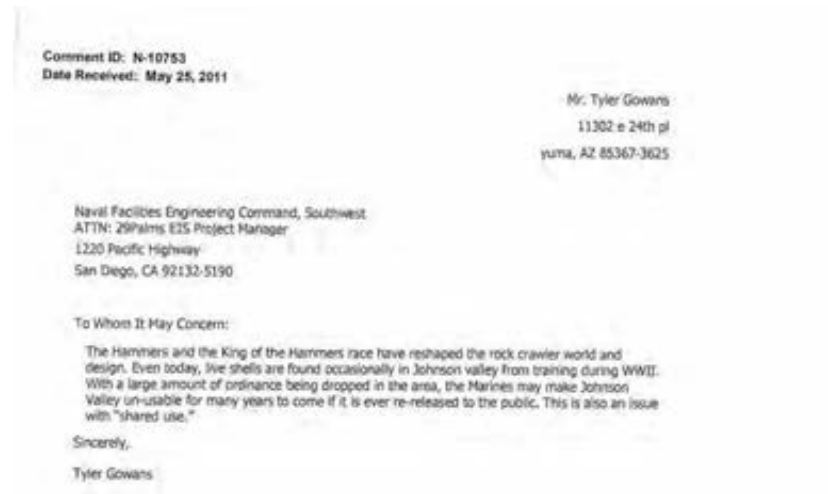 Comment ID: N-10753
Date Received: May 25, 2011
Mr. Tyler Gowans
11302 e 24th pl
yuma, AZ 85367-3625
Naval Facilities Engineering Command, Southwest
ATTN: 29Palms EIS Project Manager
1220 Pacific Highway
San Diego, CA 92132-5190
To Whom It May Concern:
The Hammers and the King of the Hammers race have reshaped the rock crawler world and
design. Even today, live shells are found occasionally in Johnson valley from training during WWII.
With a large amount of ordinance being dropped in the area, the Marines may make Johnson
Valley un-usable for many years to come if it is ever re-released to the public. This is also an issue
with "shared use."
Sincerely,
Tyler Gowans